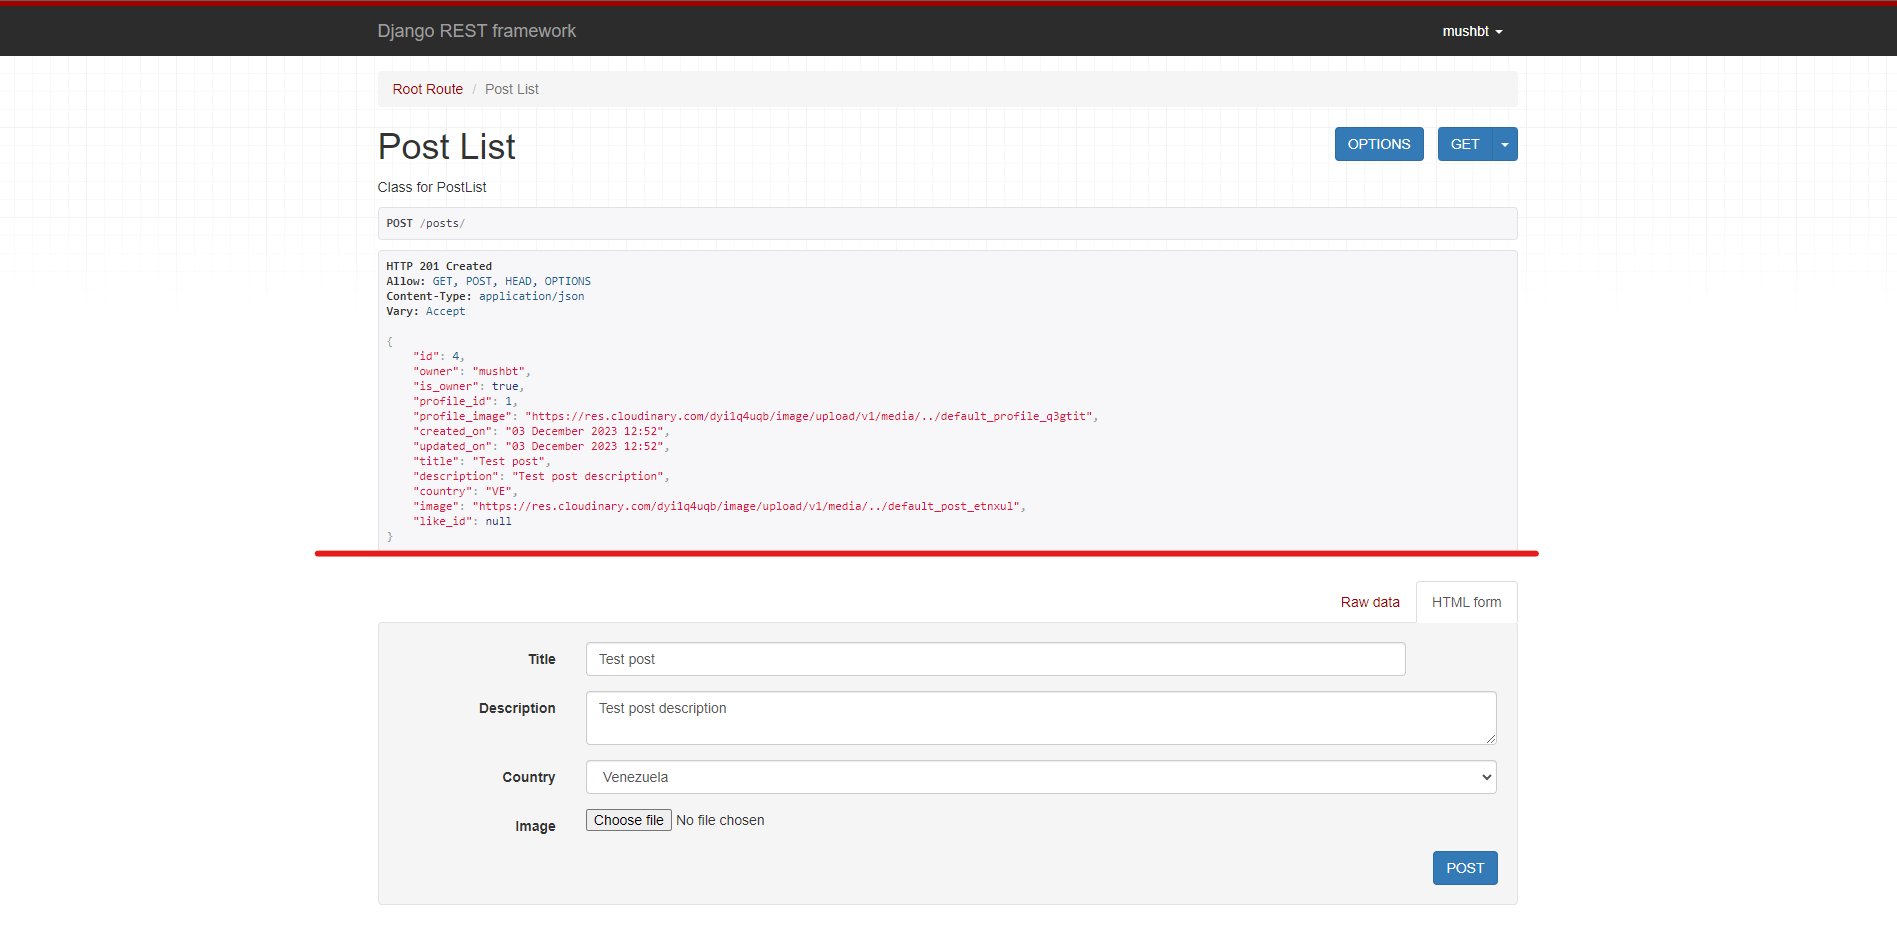 Django REST framework
mushbt
Root Route / Post List
Post List
OPTIONS
GET
Class for PostList
POST /posts/
HTTP 201 Created
Allow: GET, POST, HEAD, OPTIONS
Content-Type: application/json
Vary: Accept
{
    "id": 4,
    "owner": "mushbt",
    "is_owner": true,
    "profile_id": 1,
    "profile_image": "https://res.cloudinary.com/dyi1q4uqb/image/upload/v1/media/../default_profile_q3gtit",
    "created_on": "03 December 2023 12:52",
    "updated_on": "03 December 2023 12:52",
    "title": "Test post",
    "description": "Test post description",
    "country": "VE",
    "image": "https://res.cloudinary.com/dyi1q4uqb/image/upload/v1/media/../default_post_etnxul",
    "like_id": null
}
Raw data
HTML form
Title
Test post
Description
Test post description
Country
Venezuela
Image
Choose file No file chosen
POST